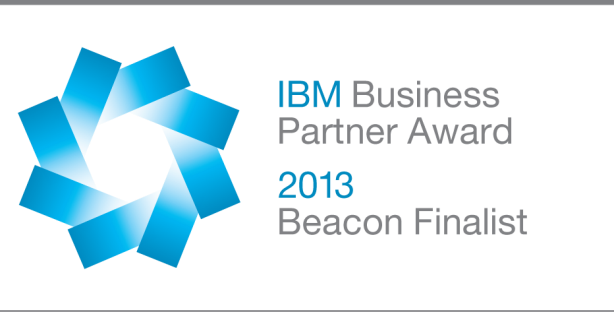 IBM Business
Partner Award
2013
Beacon Finalist